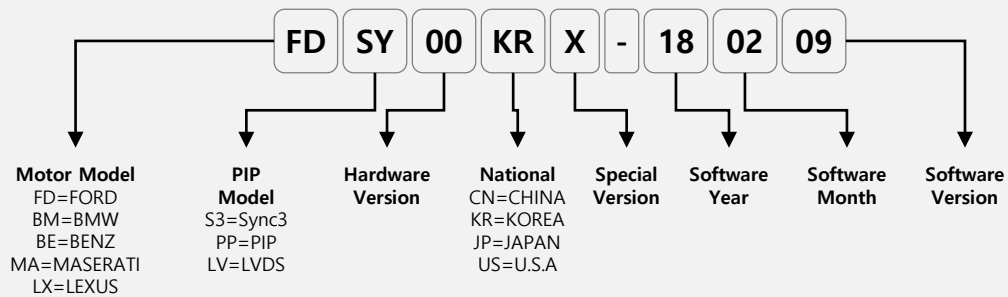 FD SY 00 KR X - 18 02 09
Motor Model
FD=FORD
BM=BMW
BE=BENZ
MA=MASERATI
LX=LEXUS
PIP
Model
S3=Sync3
PP=PIP
LV=LVDS
Hardware
Version
National
CN=CHINA
KR=KOREA
JP=JAPAN
US=U.S.A
Special
Version
Software
Year
Software
Month
Software
Version